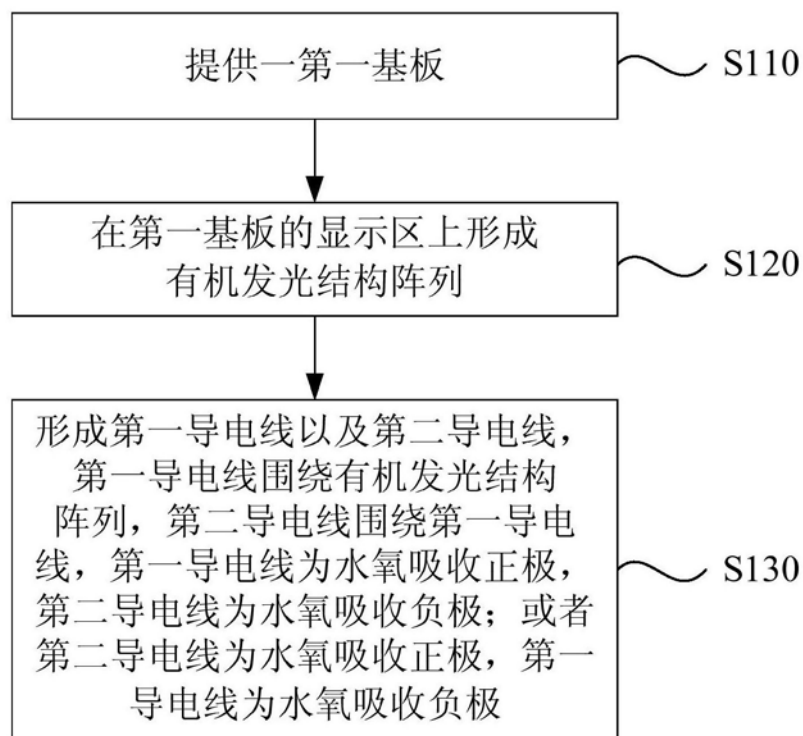 提供一第一基板
S110
在第一基板的显示区上形成
有机发光结构阵列
S120
形成第一导电线以及第二导电线，
第一导电线围绕有机发光结构
阵列，第二导电线围绕第一导电
线，第一导电线为水氧吸收正极，
第二导电线为水氧吸收负极；或者
第二导电线为水氧吸收正极，第一
导电线为水氧吸收负极
S130